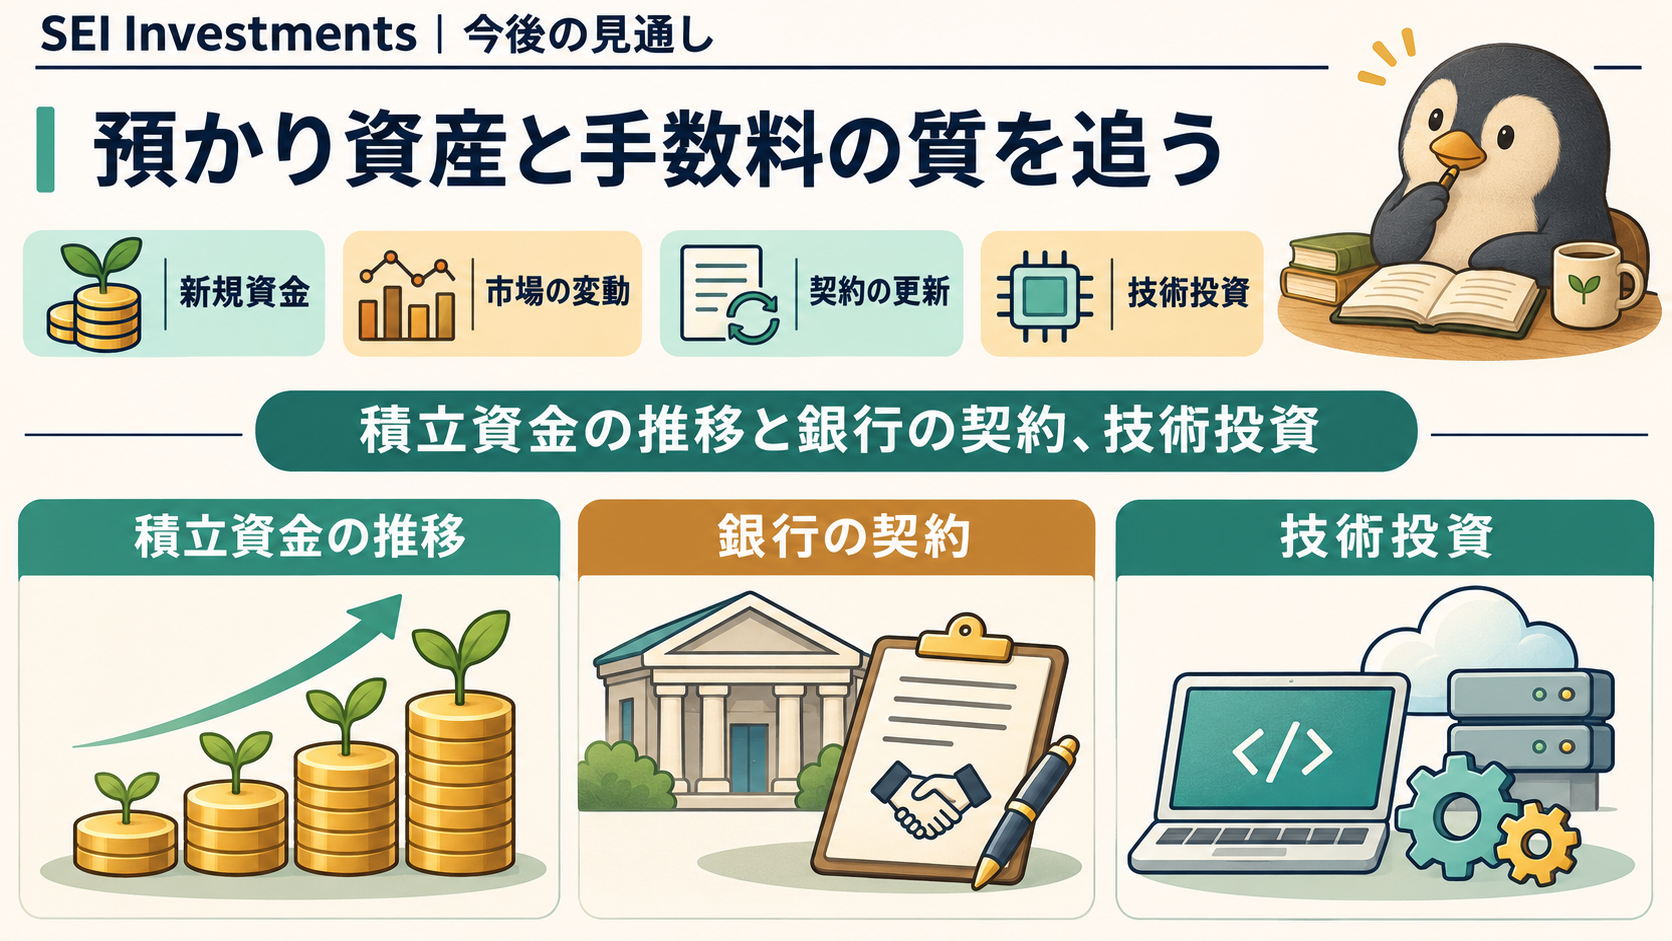 SEI Investments｜今後の見通し
預かり資産と手数料の質を追う
新規資金
市場の変動
契約の更新
技術投資
積立資金の推移と銀行の契約、技術投資
積立資金の推移
銀行の契約
技術投資
</>